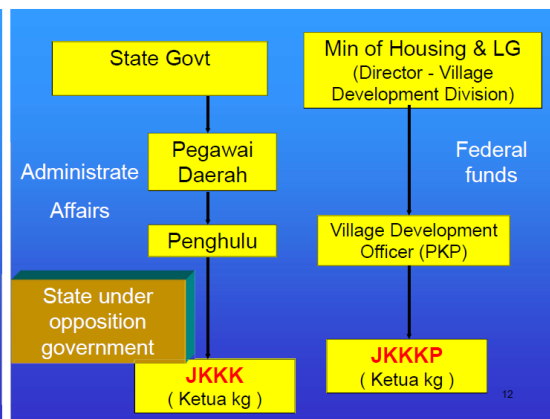 State Govt
Pegawai
Daerah
Administrate
Affairs
Penghulu
State under
opposition
government
JKKK
( Ketua kg )
Min of Housing & LG
(Director - Village
Development Division)
Federal
funds
Village Development
Officer (PKP)
JKKKP
( Ketua kg )
12